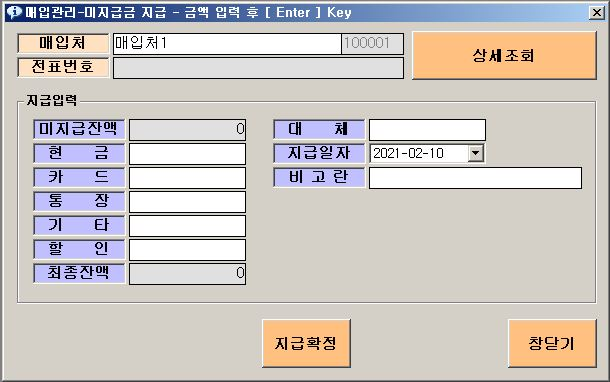 매입관리-미지급금 지급 - 금액 입력 후 [ Enter ] Key
매입처 매입처1 100001
상세조회
전표번호
지급입력
미지급잔액 0 대 체
현 금 지급일자 2021-02-10
카 드 비 고 란
통 장
기 타
할 인
최종잔액 0
지급확정 창닫기